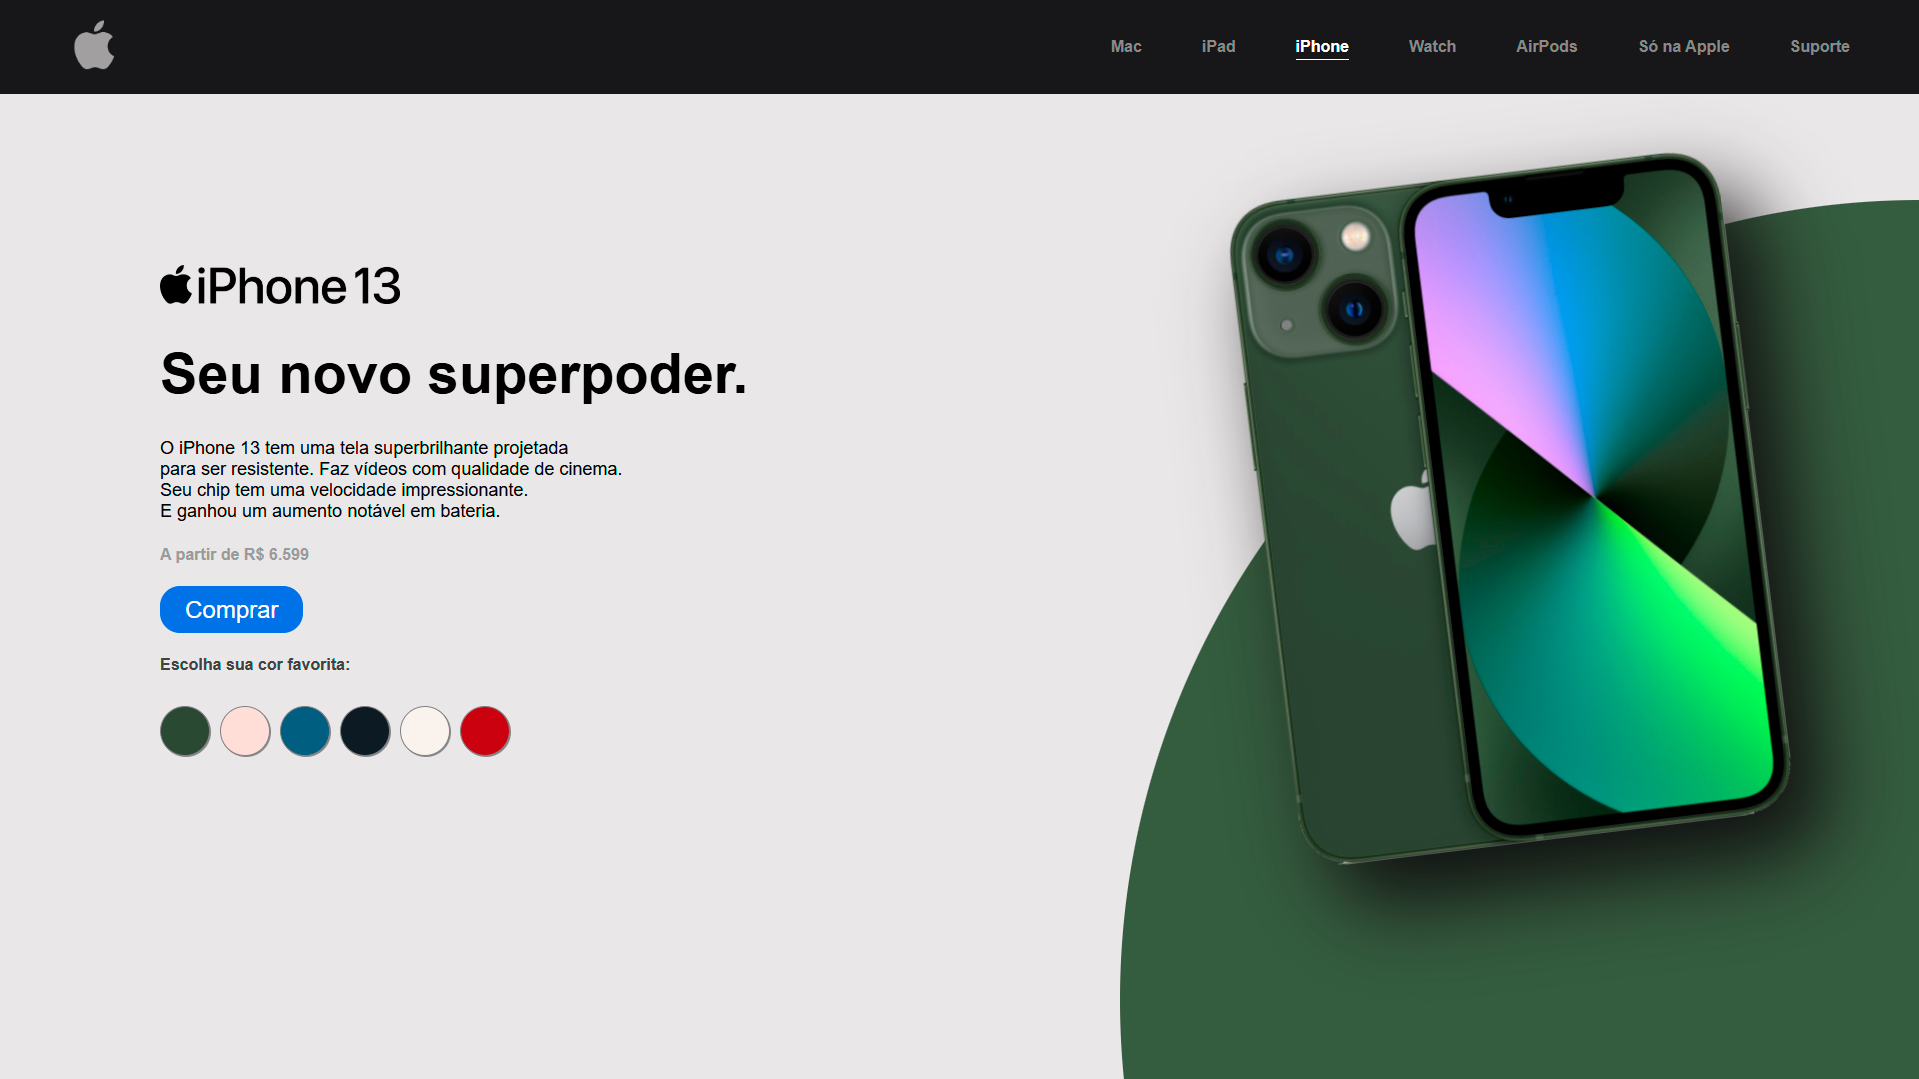 Mac
iPad
iPhone
Watch
AirPods
Só na Apple
Suporte
iPhone 13
Seu novo superpoder.
O iPhone 13 tem uma tela superbrilhante projetada
para ser resistente. Faz vídeos com qualidade de cinema.
Seu chip tem uma velocidade impressionante.
E ganhou um aumento notável em bateria.
A partir de R$ 6.599
Comprar
Escolha sua cor favorita: